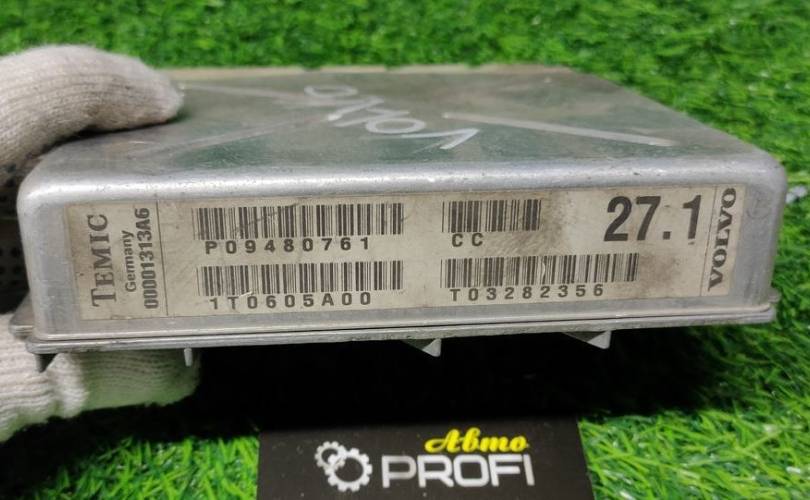 VOLVO
TEMIC
Germany
00001313A6
P09480761
CC
27.1
VOLVO
1T0605A00
T03282356
Авто
PROFI